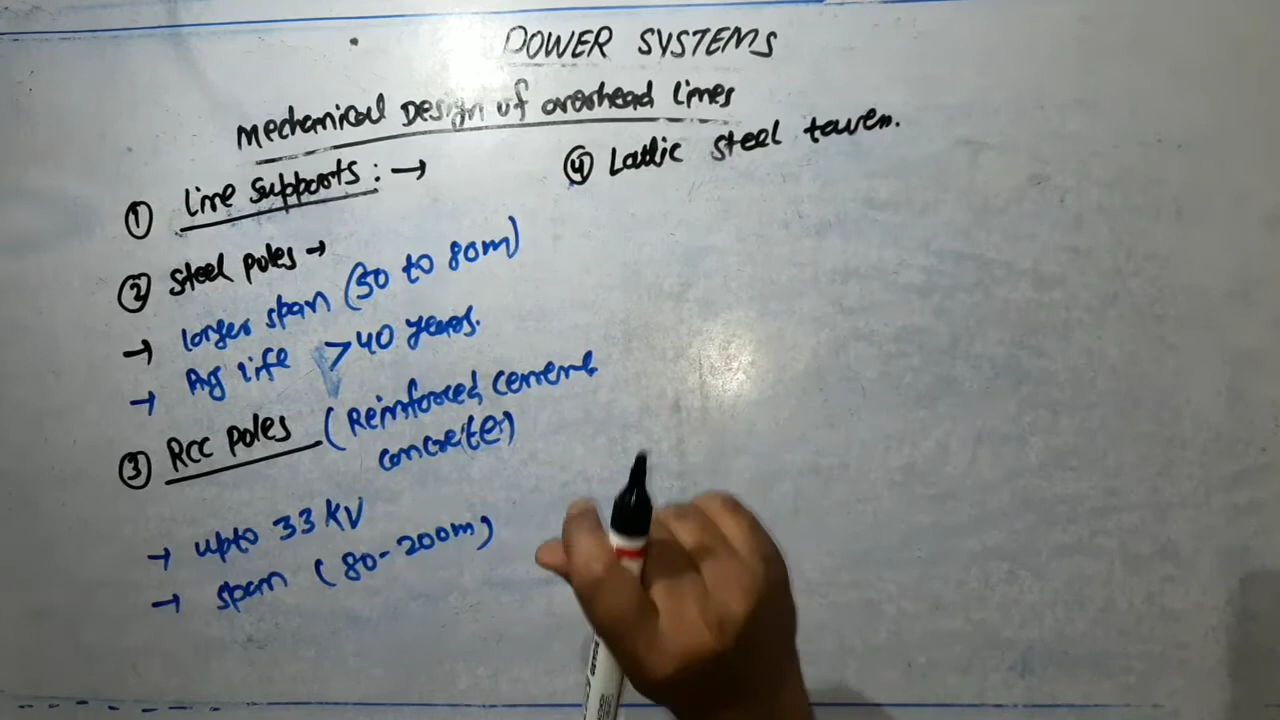 POWER SYSTEMS
Mechanical Design of overhead lines
① Line supports : →
② Steel poles →
→ longer span (50 to 80m)
→ Avg life > 40 years.
③ RCC poles (Reinforced cement
concrete)
→ upto 33 KV
→ span (80-200m)
④ Lattic steel tower.